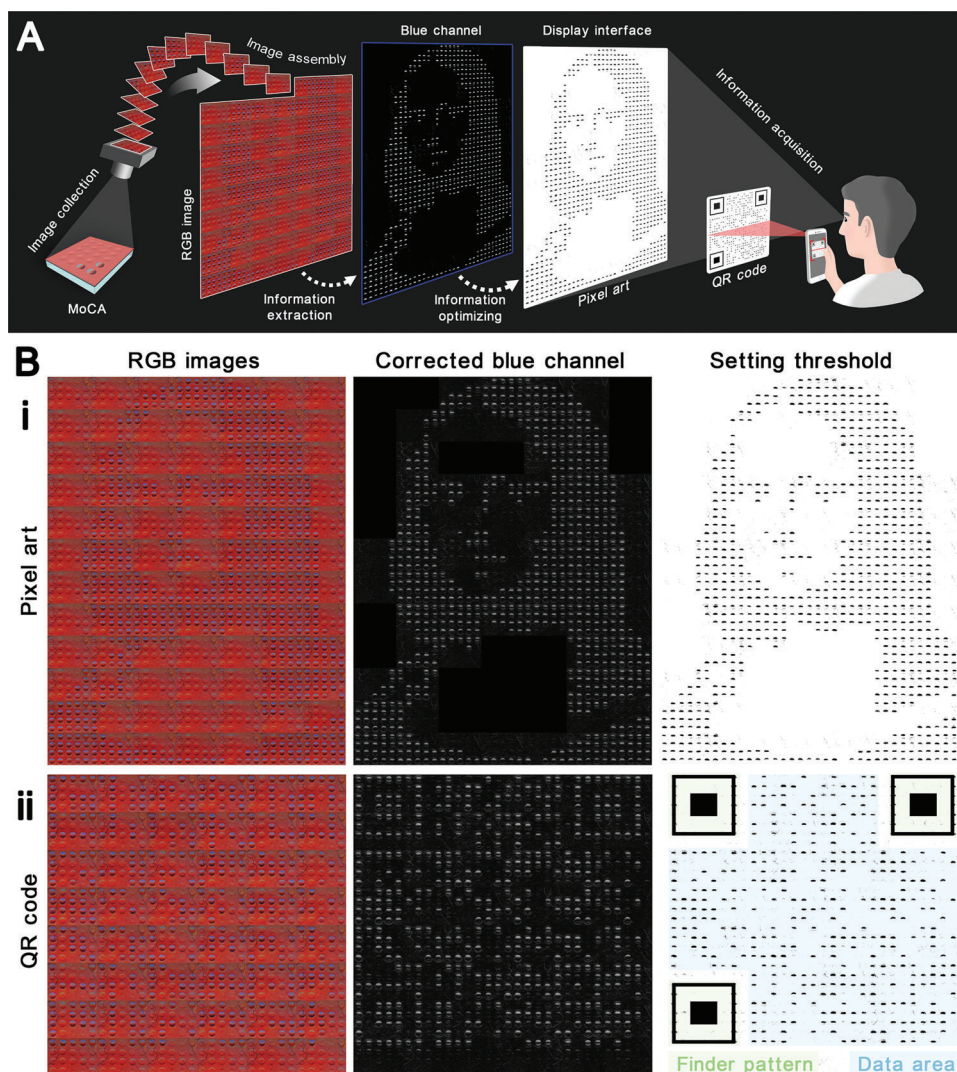 A
Image collection
MoCA
Image assembly
RGB image
Information
extraction
Blue channel
Information
optimizing
Display interface
Pixel art
QR code
Information acquisition
B
RGB images
Corrected blue channel
Setting threshold
i
Pixel art
ii
QR code
Finder pattern
Data area